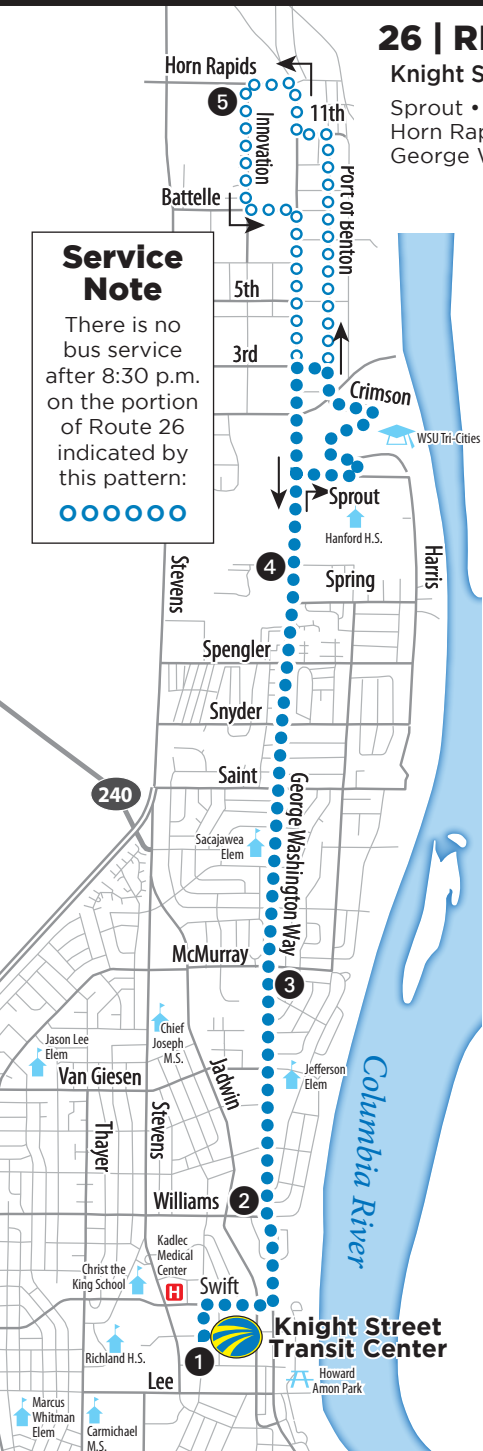 26 | R
Knight S
Sprout •
Horn Rap
George
Horn Rapids
5
11th
Innovation
Port of Benton
Battelle
Service
Note
There is no
bus service
after 8:30 p.m.
on the portion
of Route 26
indicated by
this pattern:
5th
3rd
Crimson
WSU Tri-Cities
Sprout
Hanford H.S.
4
Stevens
Spring
Harris
Spengler
Snyder
Saint
240
George Washington Way
Sacajawea
Elem
McMurray
3
Chief
Joseph
M.S.
Jason Lee
Elem
Van Giesen
Jadwin
Jefferson
Elem
Columbia River
Thayer
Stevens
Williams
2
Kadlec
Medical
Center
Christ the
King School
H
Swift
Knight Street
Transit Center
1
Richland H.S.
Lee
Howard
Amon Park
Marcus
Whitman
Elem
Carmichael
M.S.